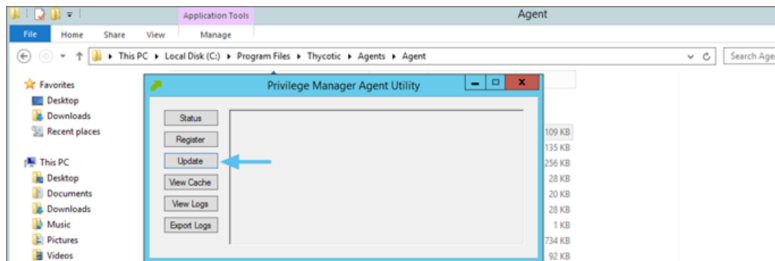 Application Tools
Agent
File Home Share View Manage
This PC Local Disk (C:) Program Files Thycotic Agents Agent
Search Age
Favorites
Desktop
Downloads
Recent places
This PC
Desktop
Documents
Downloads
Music
Pictures
Videos
Privilege Manager Agent Utility
Status
Register
Update
View Cache
View Logs
Export Logs
109 KB
135 KB
256 KB
28 KB
20 KB
28 KB
1 KB
734 KB
92 KB